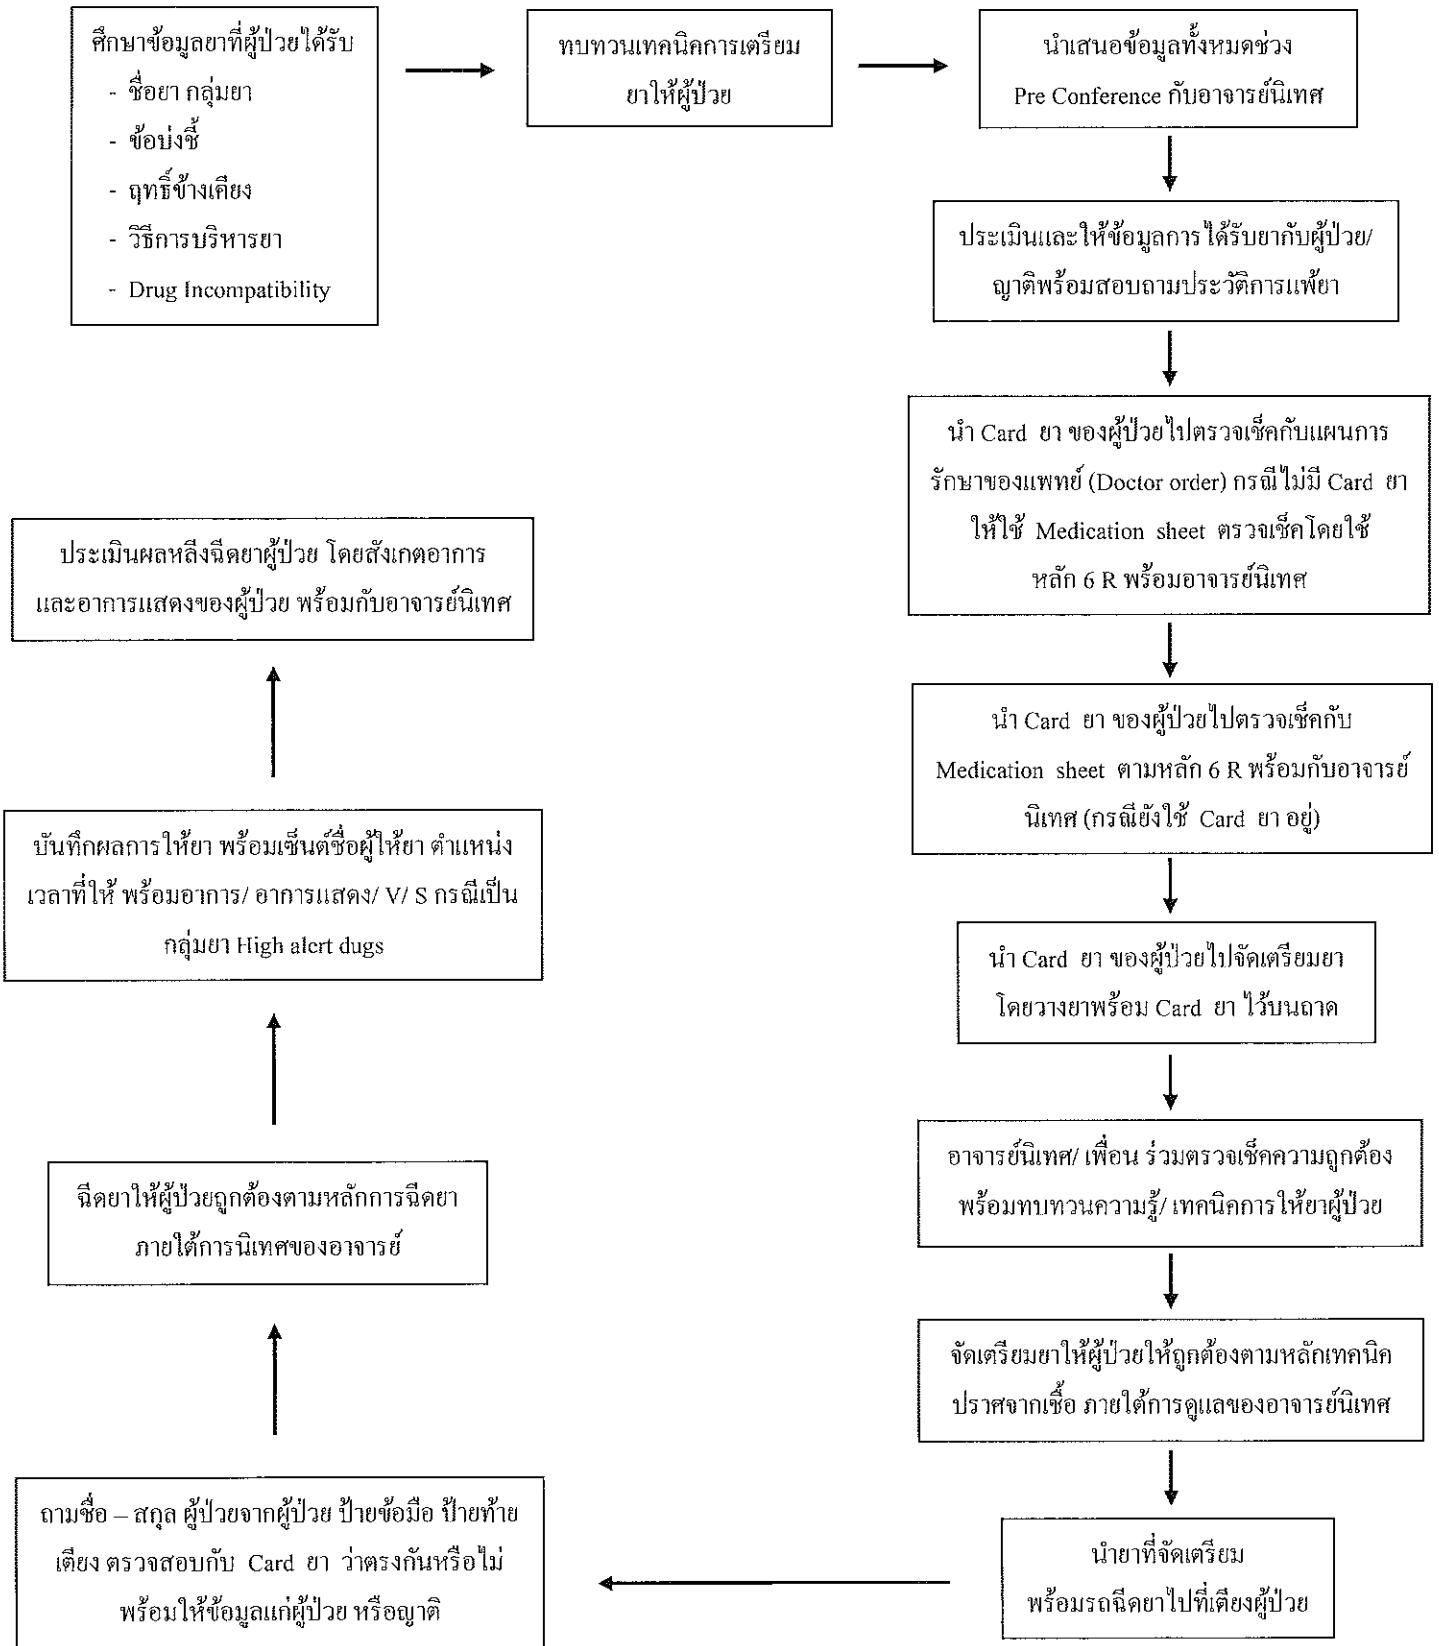 ศึกษาข้อมูลยาที่ผู้ป่วยได้รับ
- ชื่อยา กลุ่มยา
- ข้อบ่งชี้
- ฤทธิ์ข้างเคียง
- วิธีการบริหารยา
- Drug Incompatibility
ทบทวนเทคนิคการเตรียม
ยาให้ผู้ป่วย
นำเสนอข้อมูลทั้งหมดช่วง
Pre Conference กับอาจารย์นิเทศ
ประเมินและให้ข้อมูลการได้รับยากับผู้ป่วย/
ญาติพร้อมสอบถามประวัติการแพ้ยา
นำ Card ยา ของผู้ป่วยไปตรวจเช็คกับแผนการ
รักษาของแพทย์ (Doctor order) กรณีไม่มี Card ยา
ให้ใช้ Medication sheet ตรวจเช็คโดยใช้
หลัก 6 R พร้อมอาจารย์นิเทศ
นำ Card ยา ของผู้ป่วยไปตรวจเช็คกับ
Medication sheet ตามหลัก 6 R พร้อมกับอาจารย์
นิเทศ (กรณียังใช้ Card ยา อยู่)
นำ Card ยา ของผู้ป่วยไปจัดเตรียมยา
โดยวางยาพร้อม Card ยา ไว้บนถาด
อาจารย์นิเทศ/ เพื่อน ร่วมตรวจเช็คความถูกต้อง
พร้อมทบทวนความรู้/ เทคนิคการให้ยาผู้ป่วย
จัดเตรียมยาให้ผู้ป่วยให้ถูกต้องตามหลักเทคนิค
ปราศจากเชื้อ ภายใต้การดูแลของอาจารย์นิเทศ
นำยาที่จัดเตรียม
พร้อมรถฉีดยาไปที่เตียงผู้ป่วย
ถามชื่อ – สกุล ผู้ป่วยจากผู้ป่วย ป้ายข้อมือ ป้ายท้าย
เตียง ตรวจสอบกับ Card ยา ว่าตรงกันหรือไม่
พร้อมให้ข้อมูลแก่ผู้ป่วย หรือญาติ
ฉีดยาให้ผู้ป่วยถูกต้องตามหลักการฉีดยา
ภายใต้การนิเทศของอาจารย์
บันทึกผลการให้ยา พร้อมเซ็นต์ชื่อผู้ให้ยา ตำแหน่ง
เวลาที่ให้ พร้อมอาการ/ อาการแสดง/ V/ S กรณีเป็น
กลุ่มยา High alert dugs
ประเมินผลหลังฉีดยาผู้ป่วย โดยสังเกตอาการ
และอาการแสดงของผู้ป่วย พร้อมกับอาจารย์นิเทศ